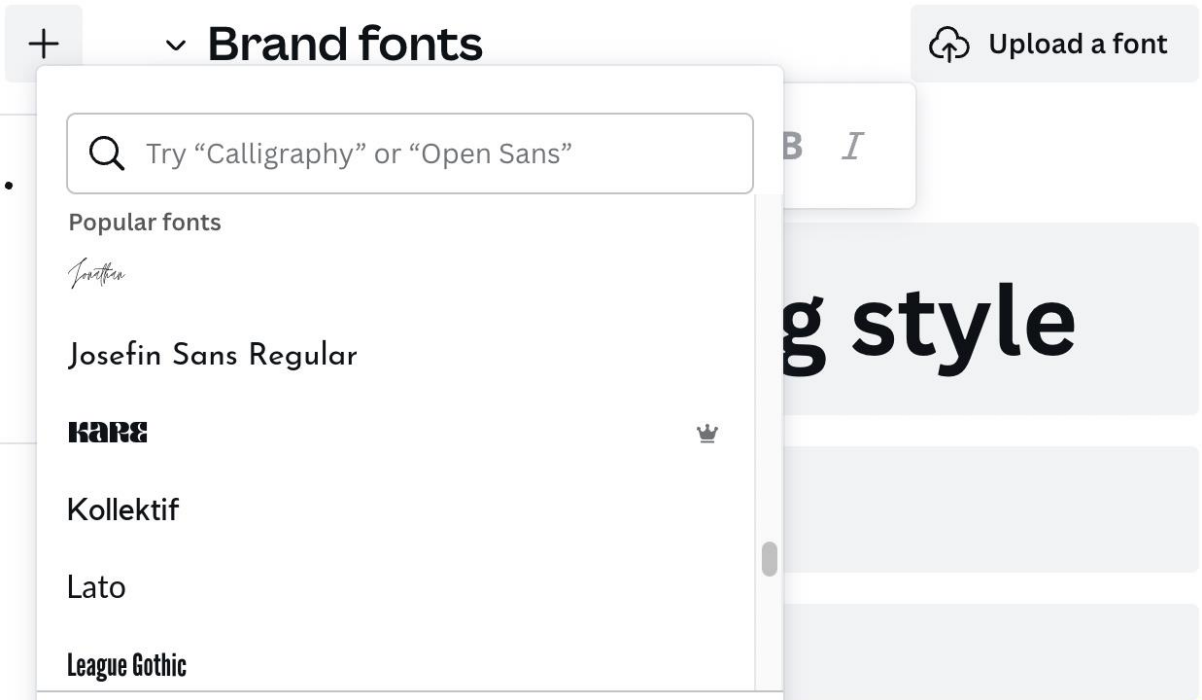 Brand fonts
Upload a font
Try “Calligraphy” or “Open Sans”
B I
Popular fonts
Jonathan
g style
Josefin Sans Regular
KARE
Kollektif
Lato
League Gothic